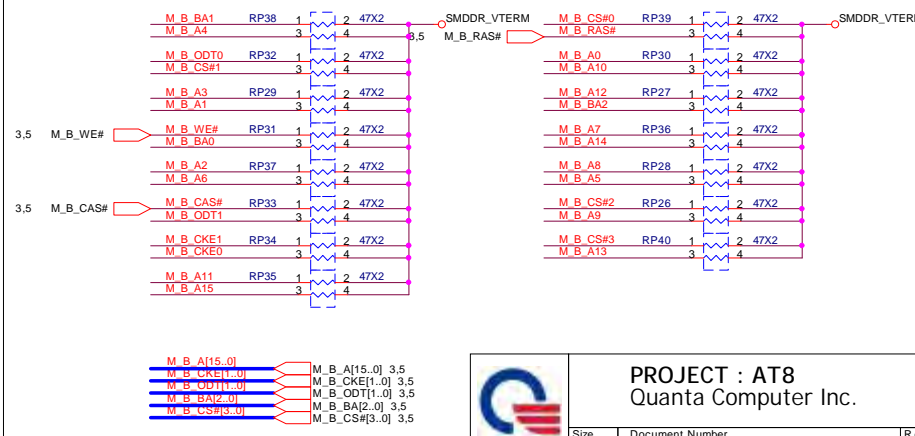 M_B_BA1 RP38 1 2 47X2 SMDDR_VTERM
M_B_A4 3 4
M_B_ODT0 RP32 1 2 47X2
M_B_CS#1 3 4
M_B_A3 RP29 1 2 47X2
M_B_A1 3 4
3,5 M_B_WE# M_B_WE# RP31 1 2 47X2
M_B_BA0 3 4
M_B_A2 RP37 1 2 47X2
M_B_A6 3 4
3,5 M_B_CAS# M_B_CAS# RP33 1 2 47X2
M_B_ODT1 3 4
M_B_CKE1 RP34 1 2 47X2
M_B_CKE0 3 4
M_B_A11 RP35 1 2 47X2
M_B_A15 3 4
M_B_CS#0 RP39 1 2 47X2
3,5 M_B_RAS# M_B_RAS# 3 4
M_B_A0 RP30 1 2 47X2
M_B_A10 3 4
M_B_A12 RP27 1 2 47X2
M_B_BA2 3 4
M_B_A7 RP36 1 2 47X2
M_B_A14 3 4
M_B_A8 RP28 1 2 47X2
M_B_A5 3 4
M_B_CS#2 RP26 1 2 47X2
M_B_A9 3 4
M_B_CS#3 RP40 1 2 47X2
M_B_A13 3 4
M_B_A[15..0] M_B_A[15..0] 3,5
M_B_CKE[1..0] M_B_CKE[1..0] 3,5
M_B_ODT[1..0] M_B_ODT[1..0] 3,5
M_B_BA[2..0] M_B_BA[2..0] 3,5
M_B_CS#[3..0] M_B_CS#[3..0] 3,5
PROJECT : AT8
Quanta Computer Inc.
Size Document Number